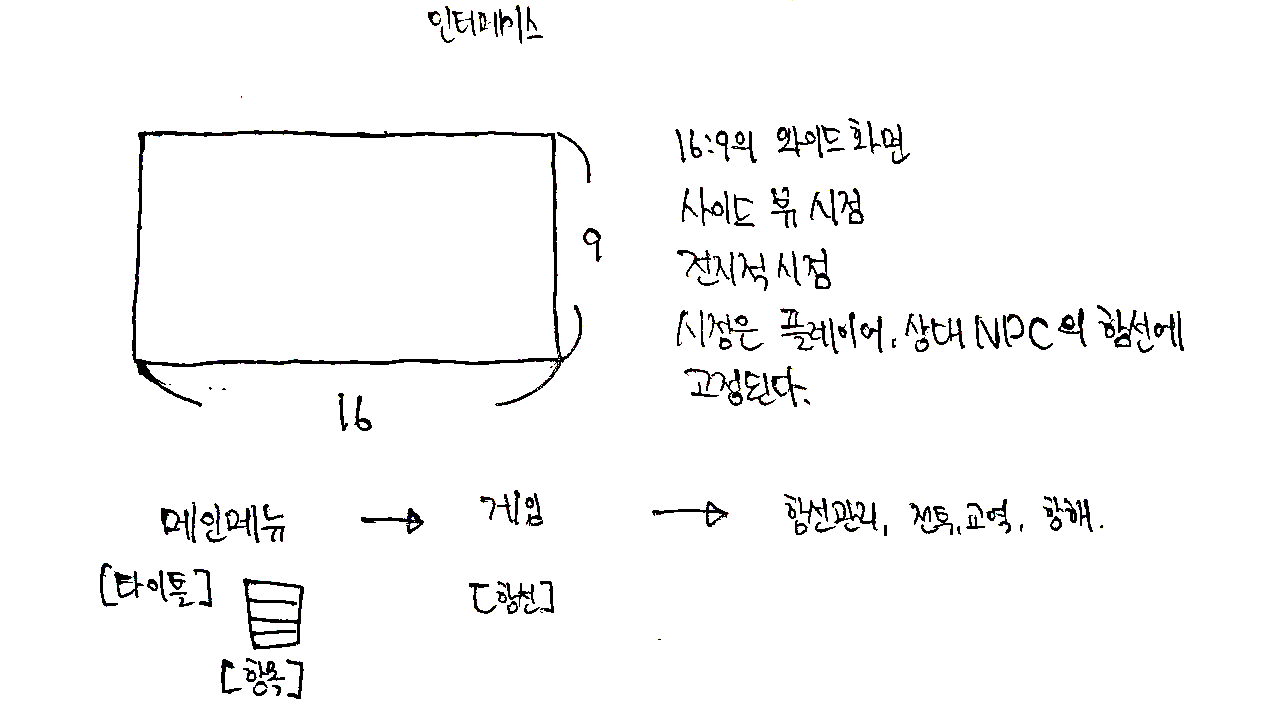 인터페이스
16:9의 와이드 화면
사이드 뷰 시점
전지적 시점
시점은 플레이어, 상대 NPC의 함선에
고정된다.
9
16
메인메뉴 → 게임 → 함선관리, 전투, 교역, 항해.
[타이틀]
[함선]
[항목]